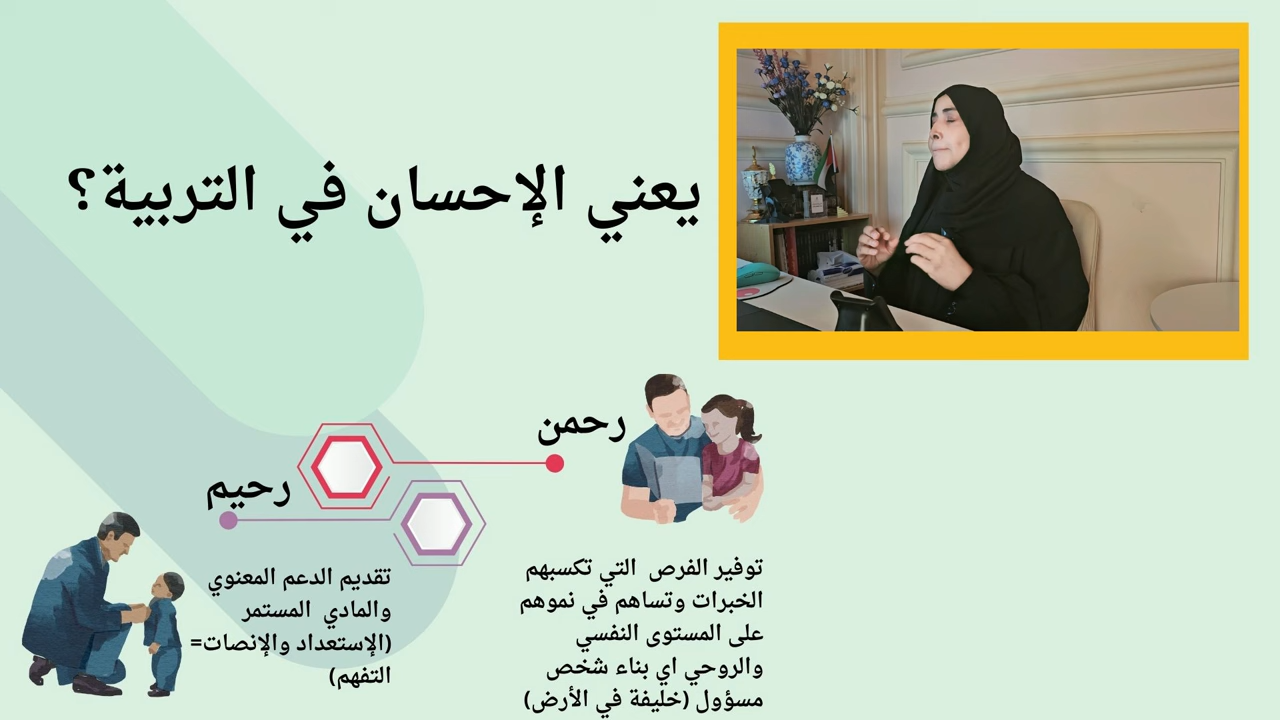 يعني الإحسان في التربية؟
رحمن
توفير الفرص  التي تكسبهم
الخبرات وتساهم في نموهم
على المستوى النفسي
والروحي اي بناء شخص
مسؤول (خليفة في الأرض)
رحيم
تقديم الدعم المعنوي
والمادي  المستمر
(الإستعداد والإنصات=
التفهم)